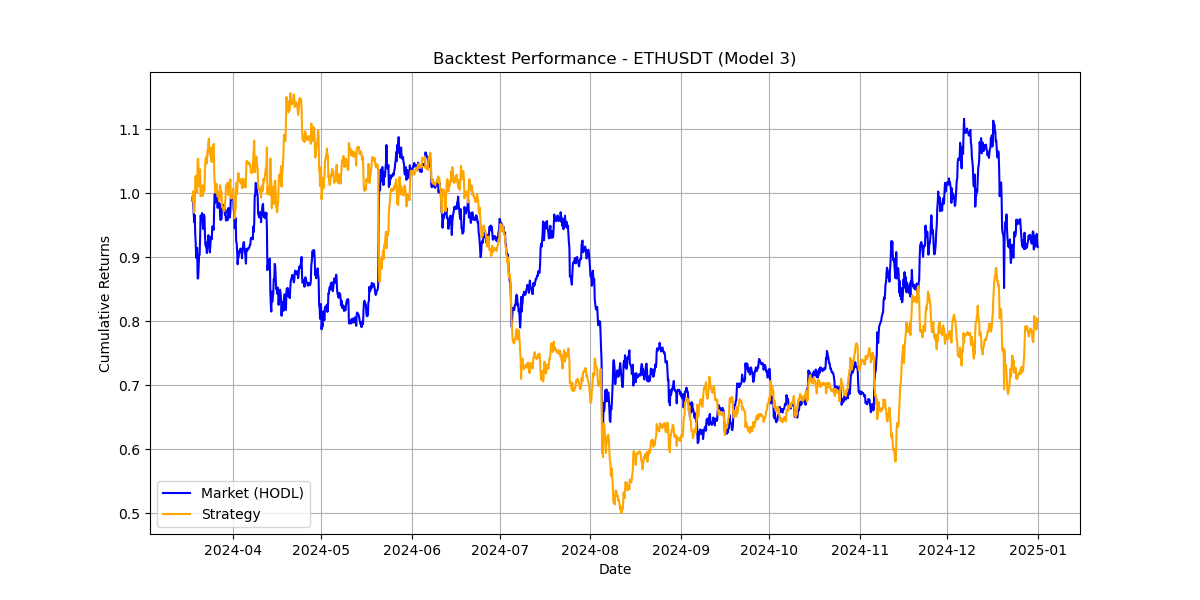 Backtest Performance - ETHUSDT (Model 3)
Cumulative Returns
1.1
1.0
0.9
0.8
0.7
0.6
0.5
Market (HODL)
Strategy
2024-04 2024-05 2024-06 2024-07 2024-08 2024-09 2024-10 2024-11 2024-12 2025-01
Date